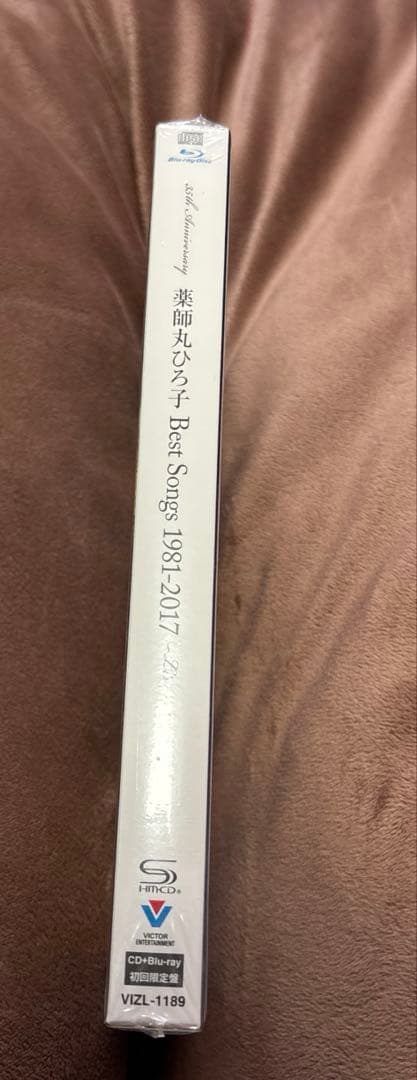 Blu-ray Disc
35th Anniversary
薬師丸ひろ子 Best Songs 1981-2017
HM-CD®
VICTOR
ENTERTAINMENT
CD+Blu-ray
初回限定盤
VIZL-1189